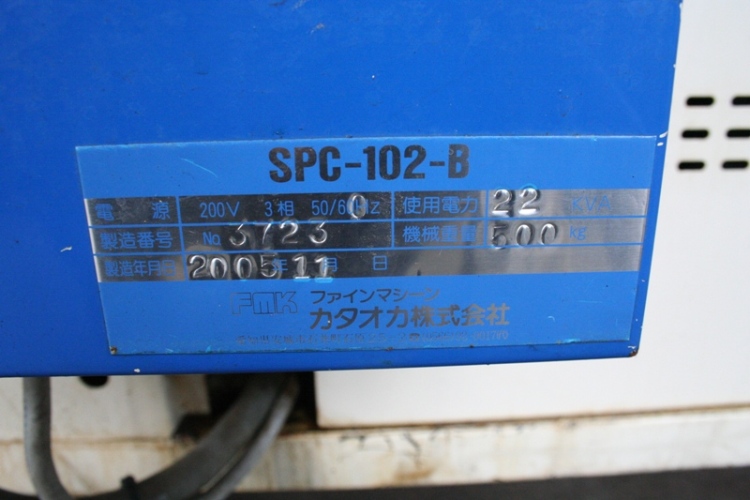 SPC-102-B
電源 200V 3相 50/60Hz 使用電力 22 KVA
製造番号 No 3723 機械重量 500 kg
製造年月日 2005年 11月 日
FMK ファインマシーン
カタオカ株式会社